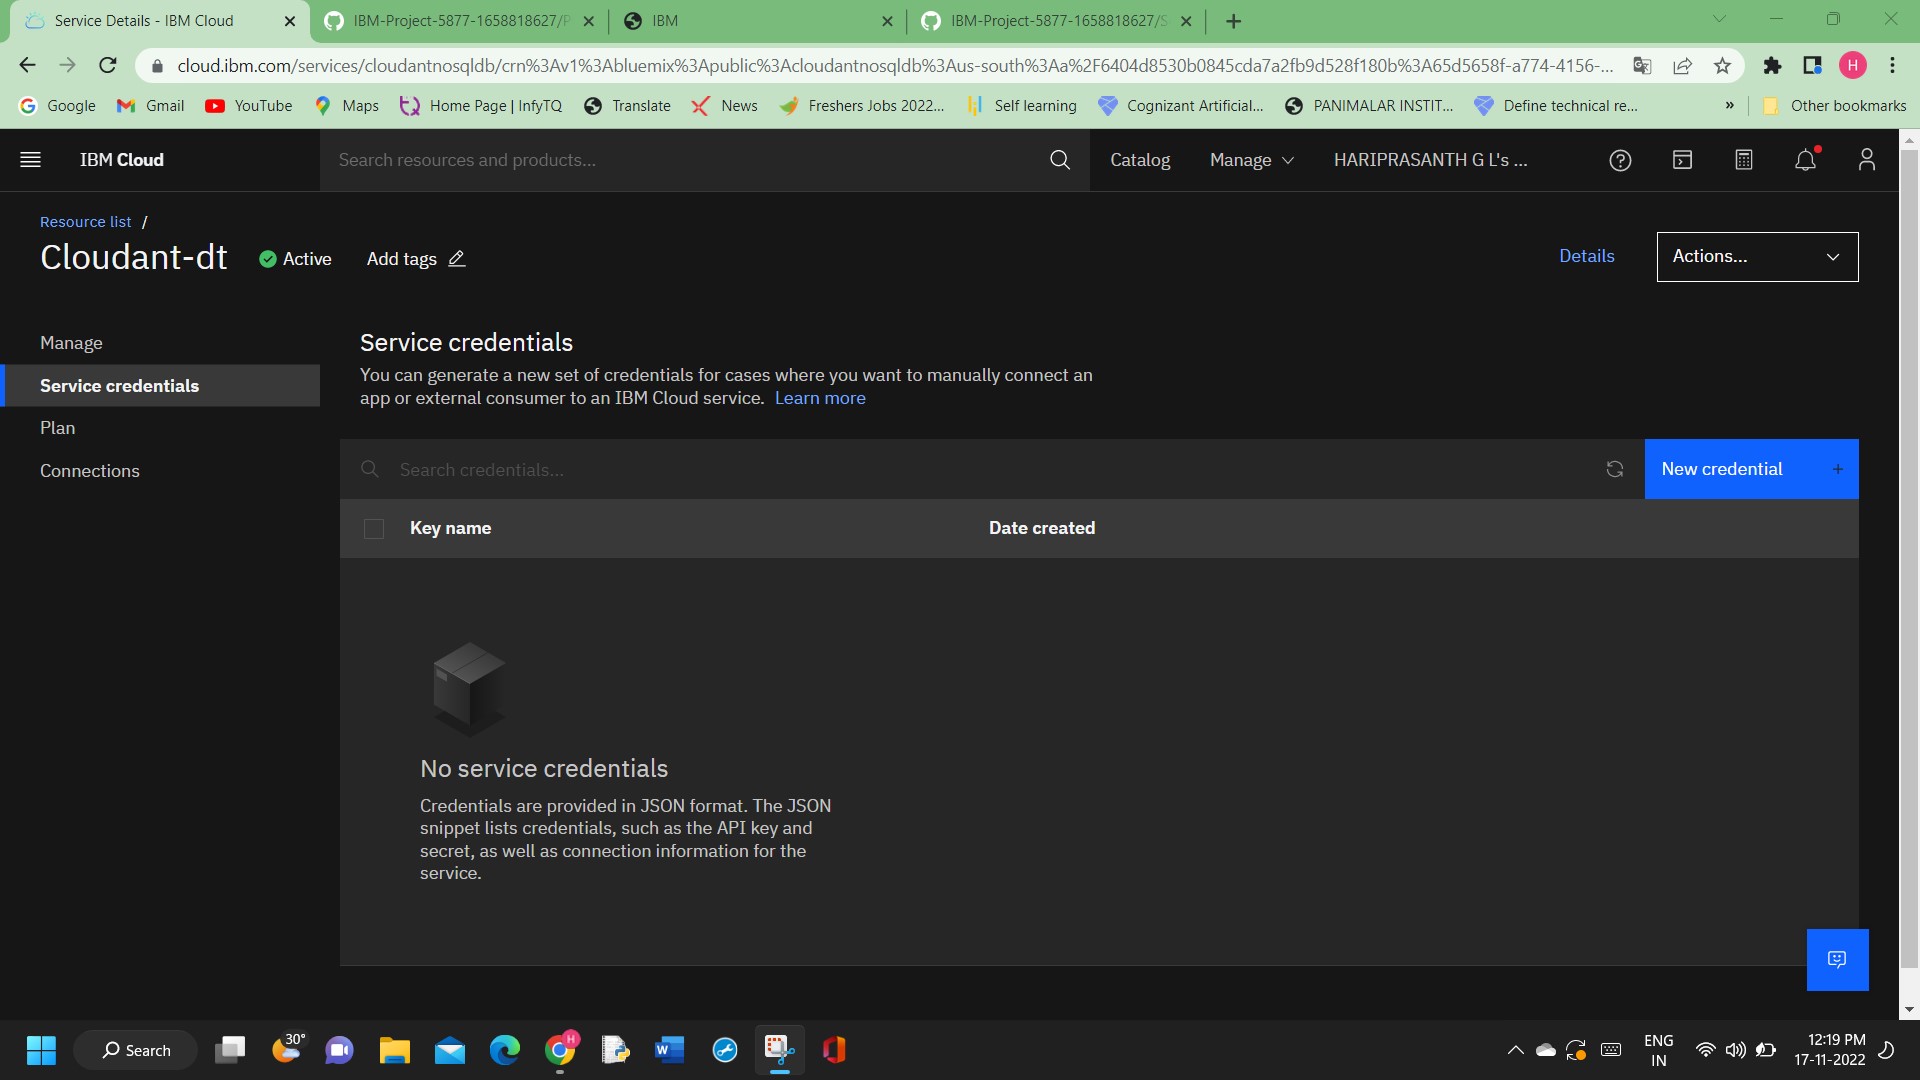 Service Details - IBM Cloud
IBM-Project-5877-1658818627/P
IBM
IBM-Project-5877-1658818627/S
cloud.ibm.com/services/cloudantnosqldb/crn%3Av1%3Abluemix%3Apublic%3Acloudantnosqldb%3Aus-south%3Aa%2F6404d8530b0845cda7a2fb9d528f180b%3A65d5658f-a774-4156-...
H
Google
Gmail
YouTube
Maps
Home Page | InfyTQ
Translate
News
Freshers Jobs 2022...
Self learning
Cognizant Artificial...
PANIMALAR INSTIT...
Define technical re...
»
Other bookmarks
IBM Cloud
Search resources and products...
Catalog
Manage
HARIPRASANTH G L's ...
Resource list /
Cloudant-dt
Active
Add tags
Details
Actions...
Manage
Service credentials
Plan
Connections
Service credentials
You can generate a new set of credentials for cases where you want to manually connect an
app or external consumer to an IBM Cloud service. Learn more
Search credentials...
New credential +
Key name
Date created
No service credentials
Credentials are provided in JSON format. The JSON
snippet lists credentials, such as the API key and
secret, as well as connection information for the
service.
Search
30°
H
ENG
IN
12:19 PM
17-11-2022